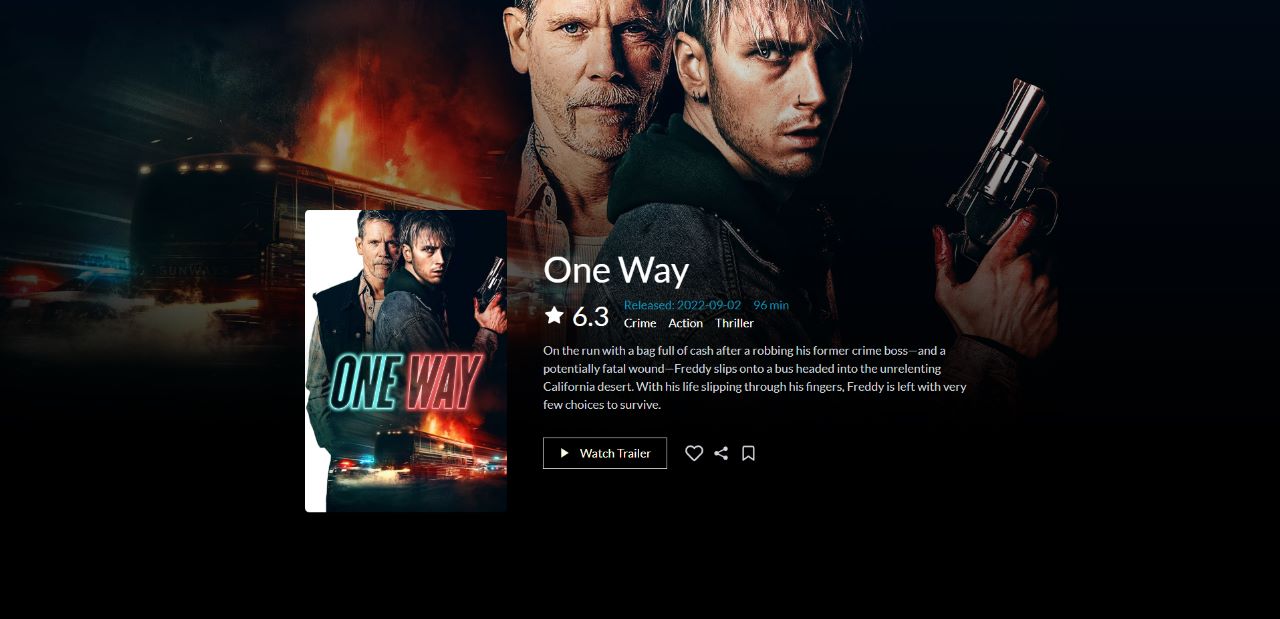 ONE WAY
One Way
6.3
Released: 2022-09-02 96 min
Crime Action Thriller
On the run with a bag full of cash after a robbing his former crime boss—and a
potentially fatal wound—Freddy slips onto a bus headed into the unrelenting
California desert. With his life slipping through his fingers, Freddy is left with very
few choices to survive.
Watch Trailer